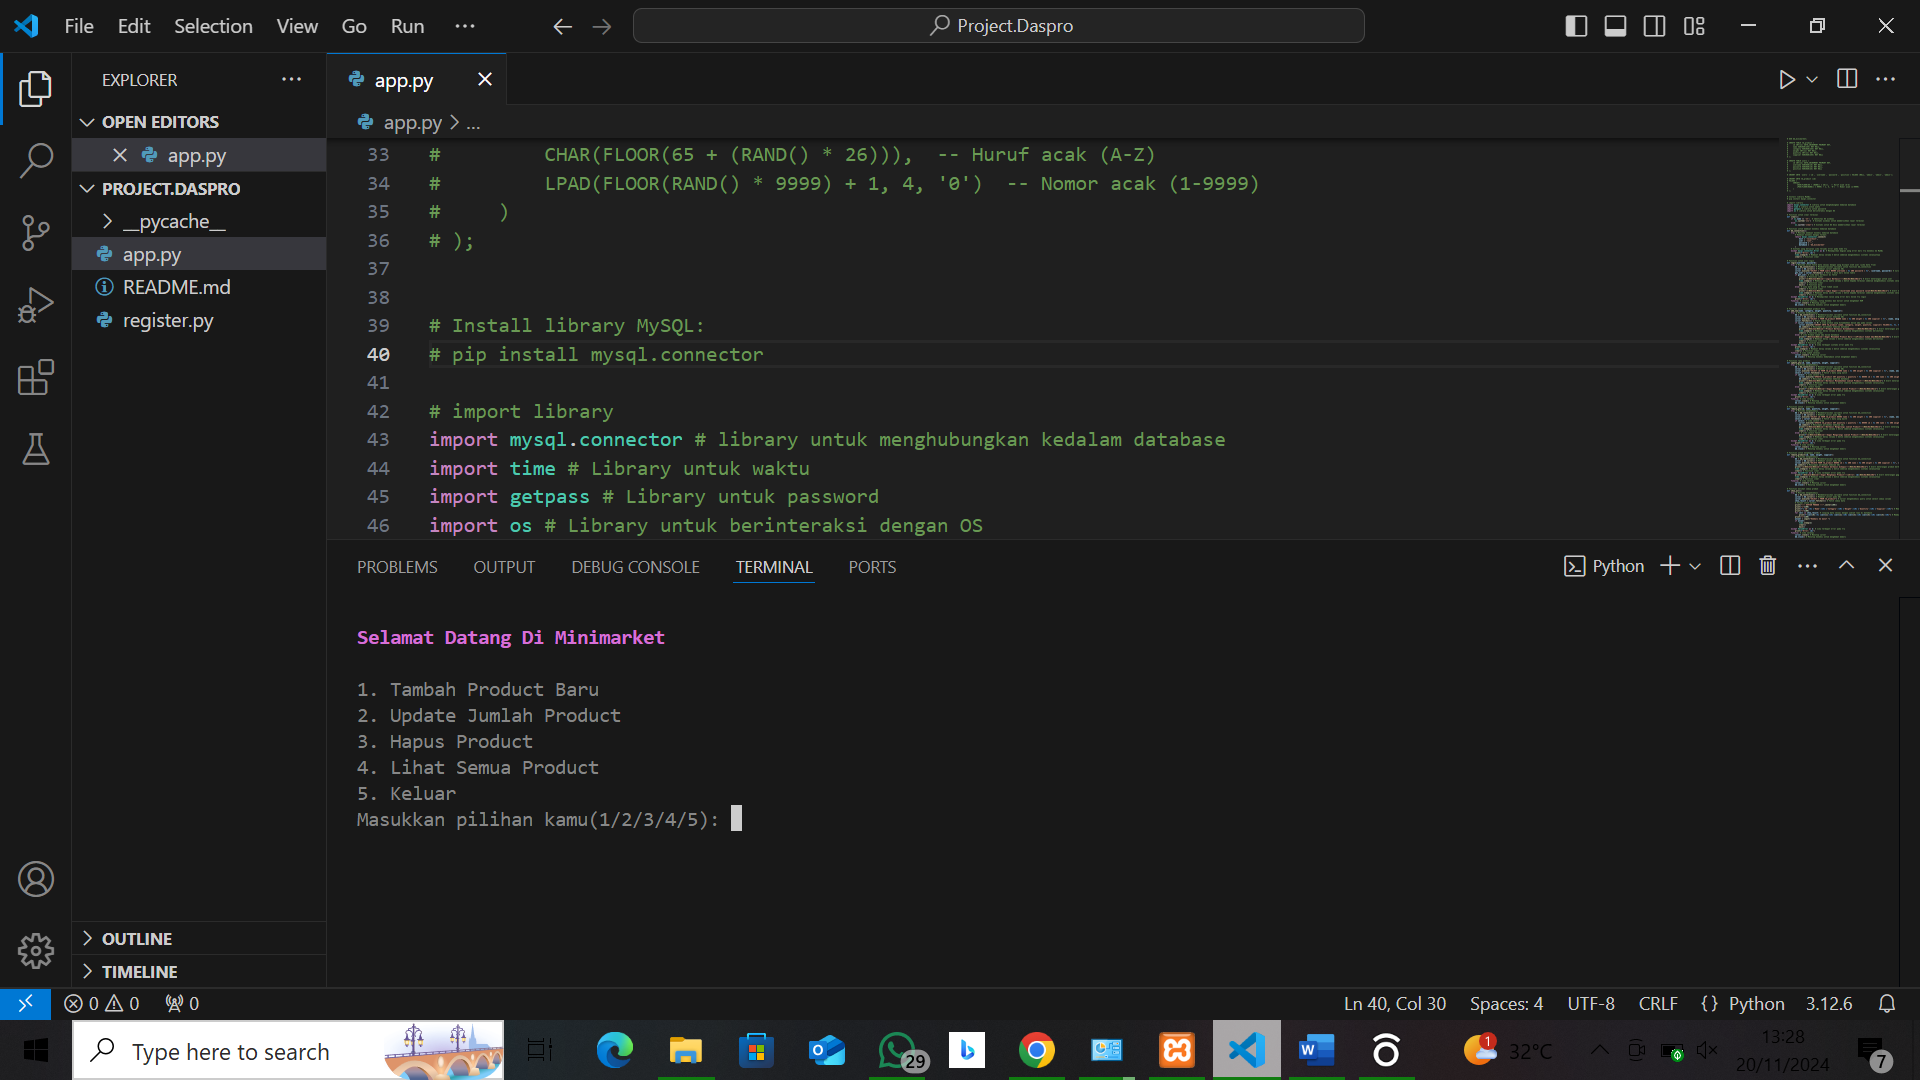 File Edit Selection View Go Run ···
Project.Daspro
EXPLORER
OPEN EDITORS
app.py
PROJECT.DASPRO
__pycache__
app.py
README.md
register.py
OUTLINE
TIMELINE
app.py
app.py > ...
33 #         CHAR(FLOOR(65 + (RAND() * 26))),  -- Huruf acak (A-Z)
34 #         LPAD(FLOOR(RAND() * 9999) + 1, 4, '0')  -- Nomor acak (1-9999)
35 #     )
36 # );
37
38
39 # Install library MySQL:
40 # pip install mysql.connector
41
42 # import library
43 import mysql.connector # library untuk menghubungkan kedalam database
44 import time # Library untuk waktu
45 import getpass # Library untuk password
46 import os # Library untuk berinteraksi dengan OS
PROBLEMS OUTPUT DEBUG CONSOLE TERMINAL PORTS
Python
Selamat Datang Di Minimarket
1. Tambah Product Baru
2. Update Jumlah Product
3. Hapus Product
4. Lihat Semua Product
5. Keluar
Masukkan pilihan kamu(1/2/3/4/5):
0 0 0
Ln 40, Col 30 Spaces: 4 UTF-8 CRLF {} Python 3.12.6
Type here to search
29
1
32°C
13:28
20/11/2024
7